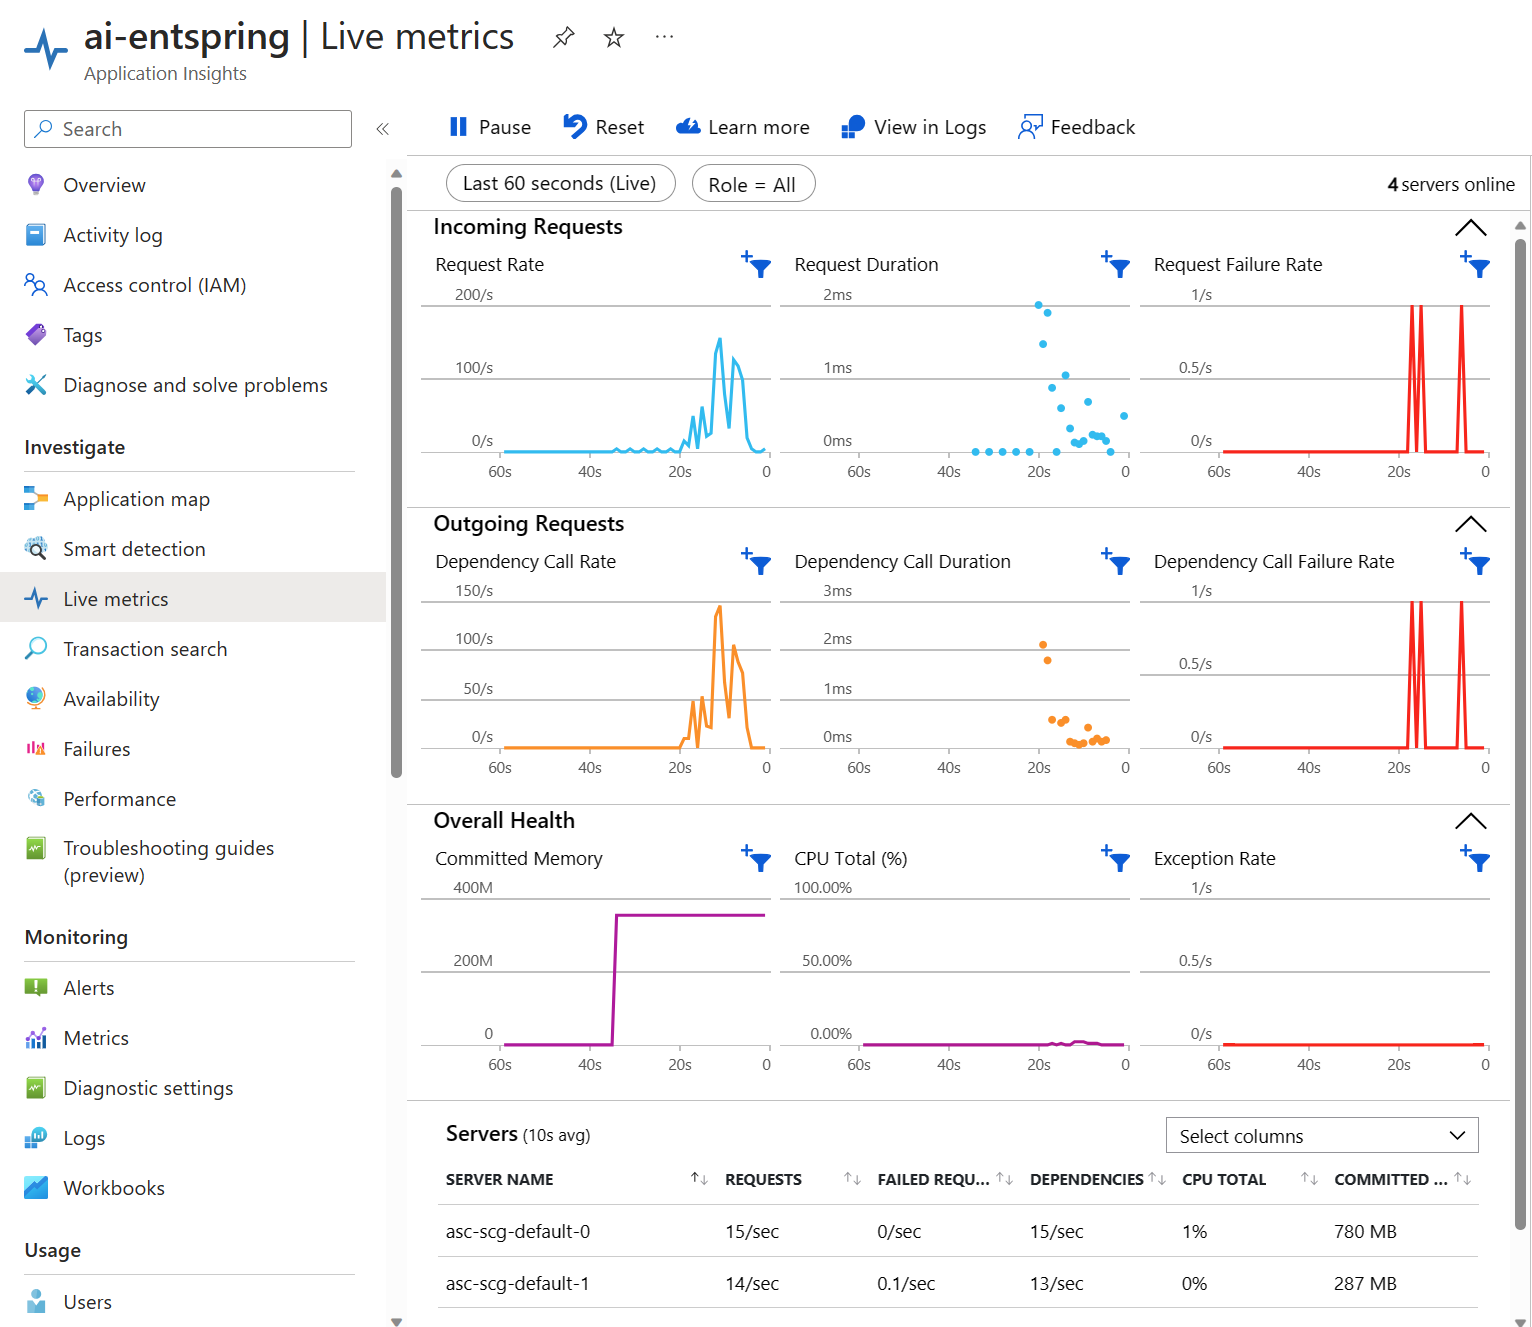 ai-entspring | Live metrics
Application Insights
Search
Overview
Activity log
Access control (IAM)
Tags
Diagnose and solve problems
Investigate
Application map
Smart detection
Live metrics
Transaction search
Availability
Failures
Performance
Troubleshooting guides
(preview)
Monitoring
Alerts
Metrics
Diagnostic settings
Logs
Workbooks
Usage
Users
Pause Reset Learn more View in Logs Feedback
Last 60 seconds (Live) Role = All 4 servers online
Incoming Requests
Request Rate
200/s
100/s
0/s
60s 40s 20s 0
Request Duration
2ms
1ms
0ms
60s 40s 20s 0
Request Failure Rate
1/s
0.5/s
0/s
60s 40s 20s 0
Outgoing Requests
Dependency Call Rate
150/s
100/s
50/s
0/s
60s 40s 20s 0
Dependency Call Duration
3ms
2ms
1ms
0ms
60s 40s 20s 0
Dependency Call Failure Rate
1/s
0.5/s
0/s
60s 40s 20s 0
Overall Health
Committed Memory
400M
200M
0
60s 40s 20s 0
CPU Total (%)
100.00%
50.00%
0.00%
60s 40s 20s 0
Exception Rate
1/s
0.5/s
0/s
60s 40s 20s 0
Servers (10s avg) Select columns
SERVER NAME REQUESTS FAILED REQU... DEPENDENCIES CPU TOTAL COMMITTED ...
asc-scg-default-0 15/sec 0/sec 15/sec 1% 780 MB
asc-scg-default-1 14/sec 0.1/sec 13/sec 0% 287 MB